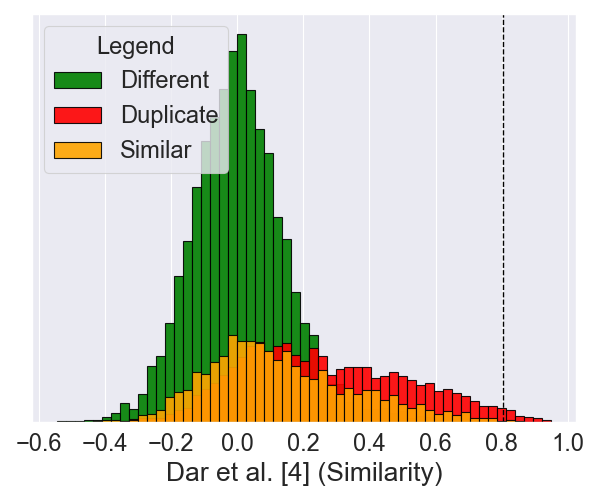 Legend
Different
Duplicate
Similar
−0.6 −0.4 −0.2 0.0 0.2 0.4 0.6 0.8 1.0
Dar et al. [4] (Similarity)